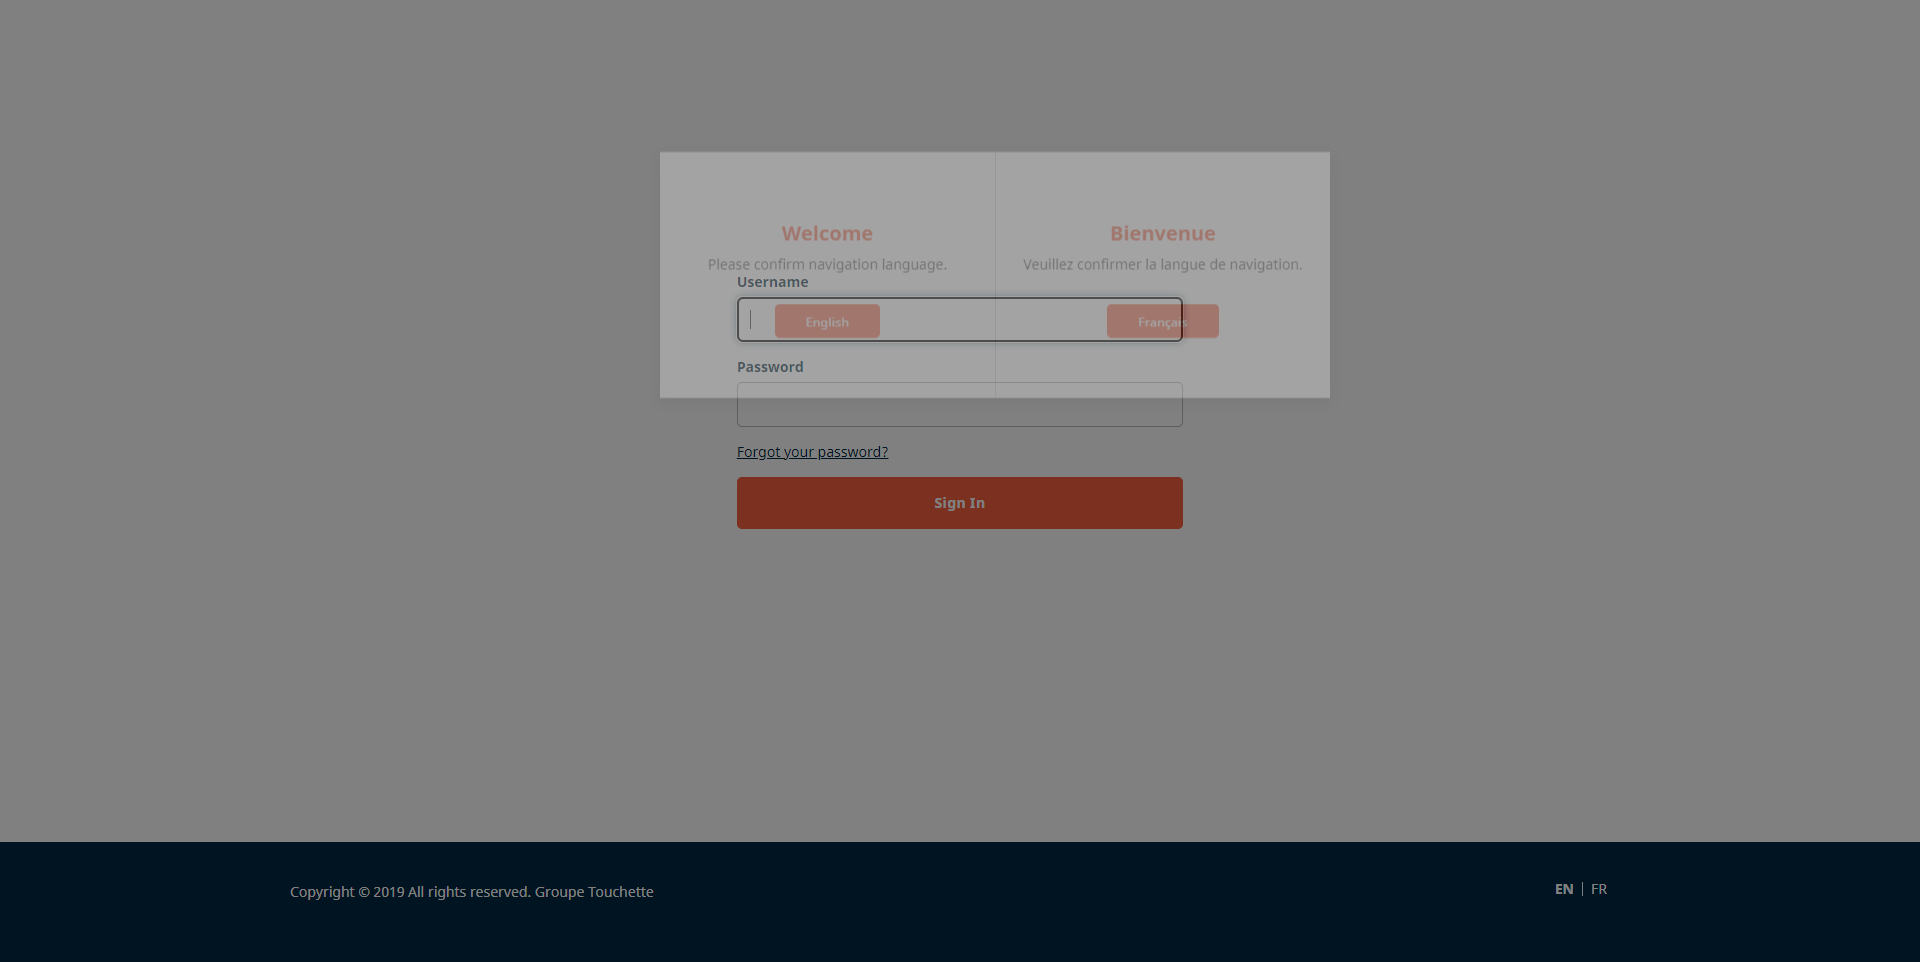 Welcome
Bienvenue
Please confirm navigation language.
Veuillez confirmer la langue de navigation.
Username
English
Français
Password
Forgot your password?
Sign In
Copyright © 2019 All rights reserved. Groupe Touchette
EN | FR